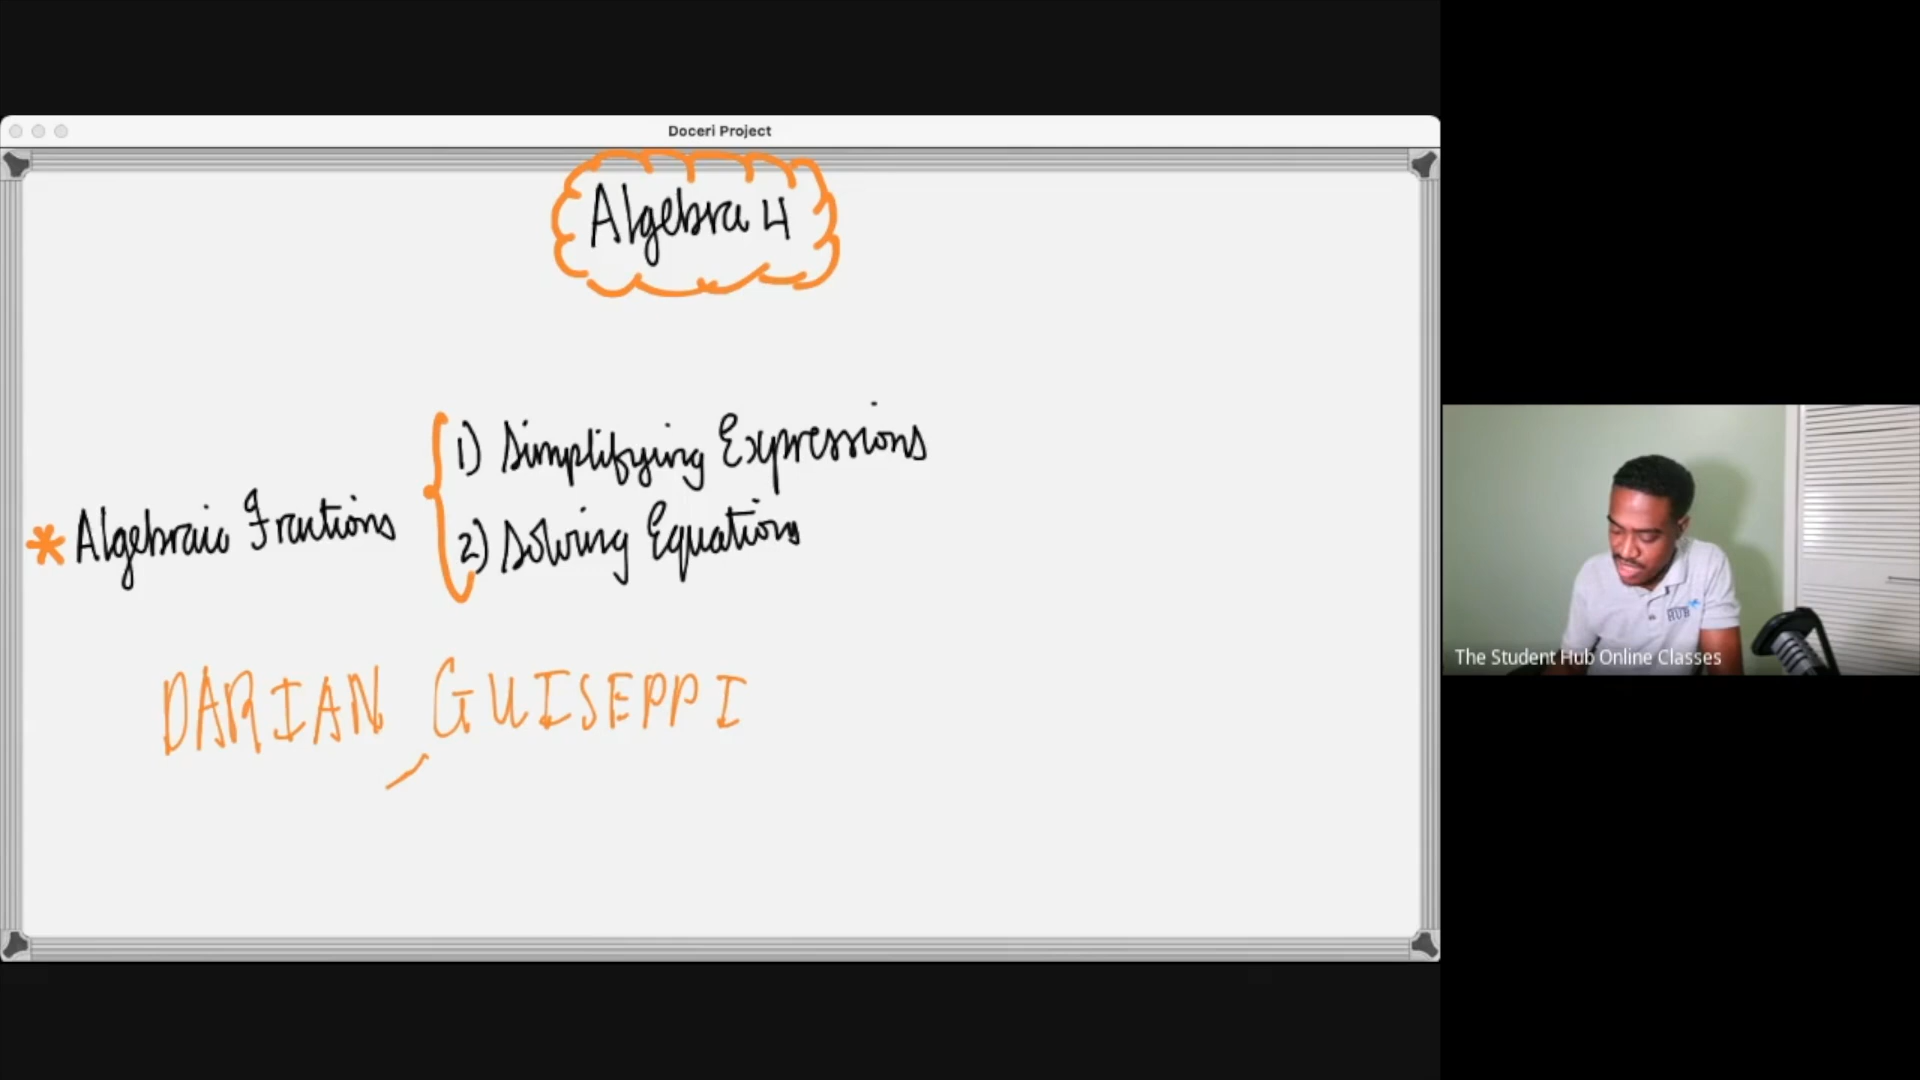 Doceri Project
Algebra 4
1) Simplifying Expressions
* Algebraic Fractions
2) Solving Equations
DARIAN GUISEPPI
HUB
The Student Hub Online Classes